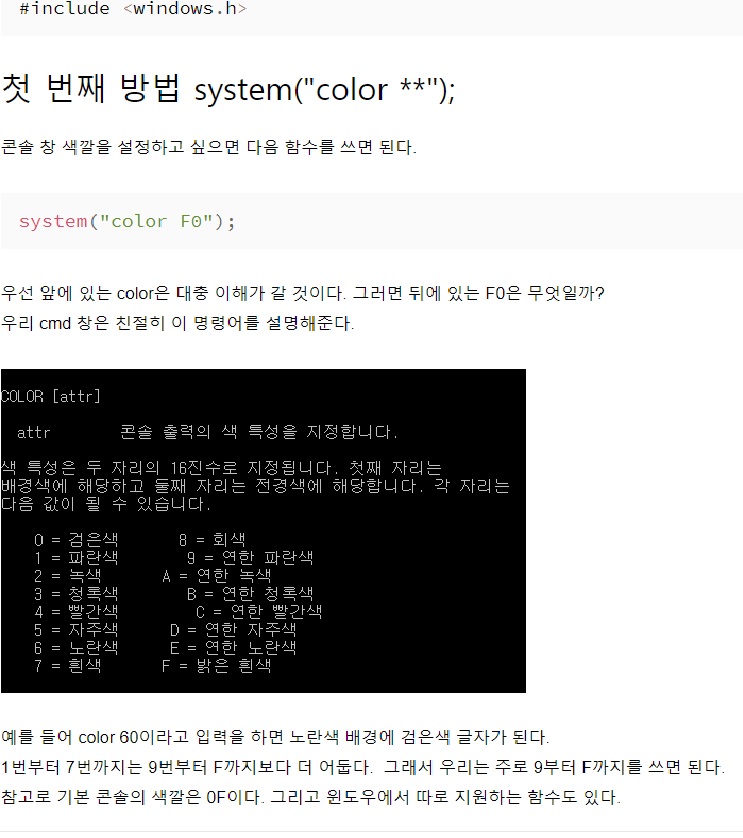 #include <windows.h>
첫 번째 방법 system("color **");
콘솔 창 색깔을 설정하고 싶으면 다음 함수를 쓰면 된다.
system("color F0");
우선 앞에 있는 color은 대충 이해가 갈 것이다. 그러면 뒤에 있는 F0은 무엇일까?
우리 cmd 창은 친절히 이 명령어를 설명해준다.
COLOR [attr]
attr 콘솔 출력의 색 특성을 지정합니다.
색 특성은 두 자리의 16진수로 지정됩니다. 첫째 자리는
배경색에 해당하고 둘째 자리는 전경색에 해당합니다. 각 자리는
다음 값이 될 수 있습니다.
0 = 검은색 8 = 회색
1 = 파란색 9 = 연한 파란색
2 = 녹색 A = 연한 녹색
3 = 청록색 B = 연한 청록색
4 = 빨간색 C = 연한 빨간색
5 = 자주색 D = 연한 자주색
6 = 노란색 E = 연한 노란색
7 = 흰색 F = 밝은 흰색
예를 들어 color 60이라고 입력을 하면 노란색 배경에 검은색 글자가 된다.
1번부터 7번까지는 9번부터 F까지보다 더 어둡다. 그래서 우리는 주로 9부터 F까지를 쓰면 된다.
참고로 기본 콘솔의 색깔은 0F이다. 그리고 윈도우에서 따로 지원하는 함수도 있다.